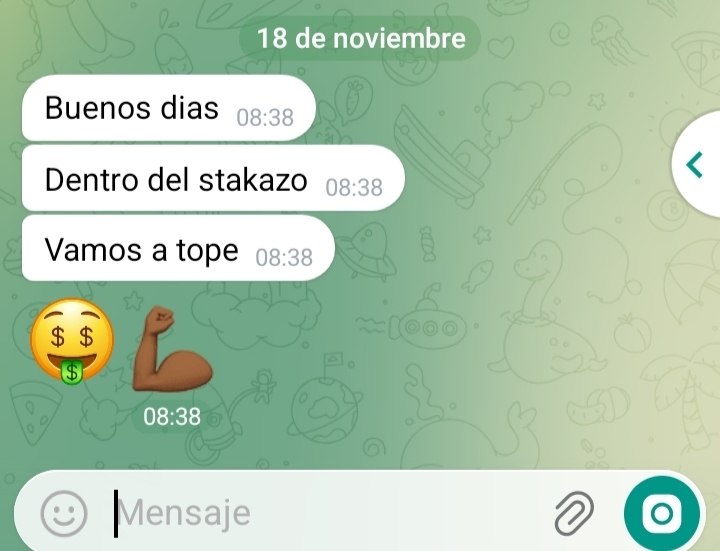 18 de noviembre
Buenos dias 08:38
Dentro del stakazo 08:38
Vamos a tope 08:38
08:38
Mensaje